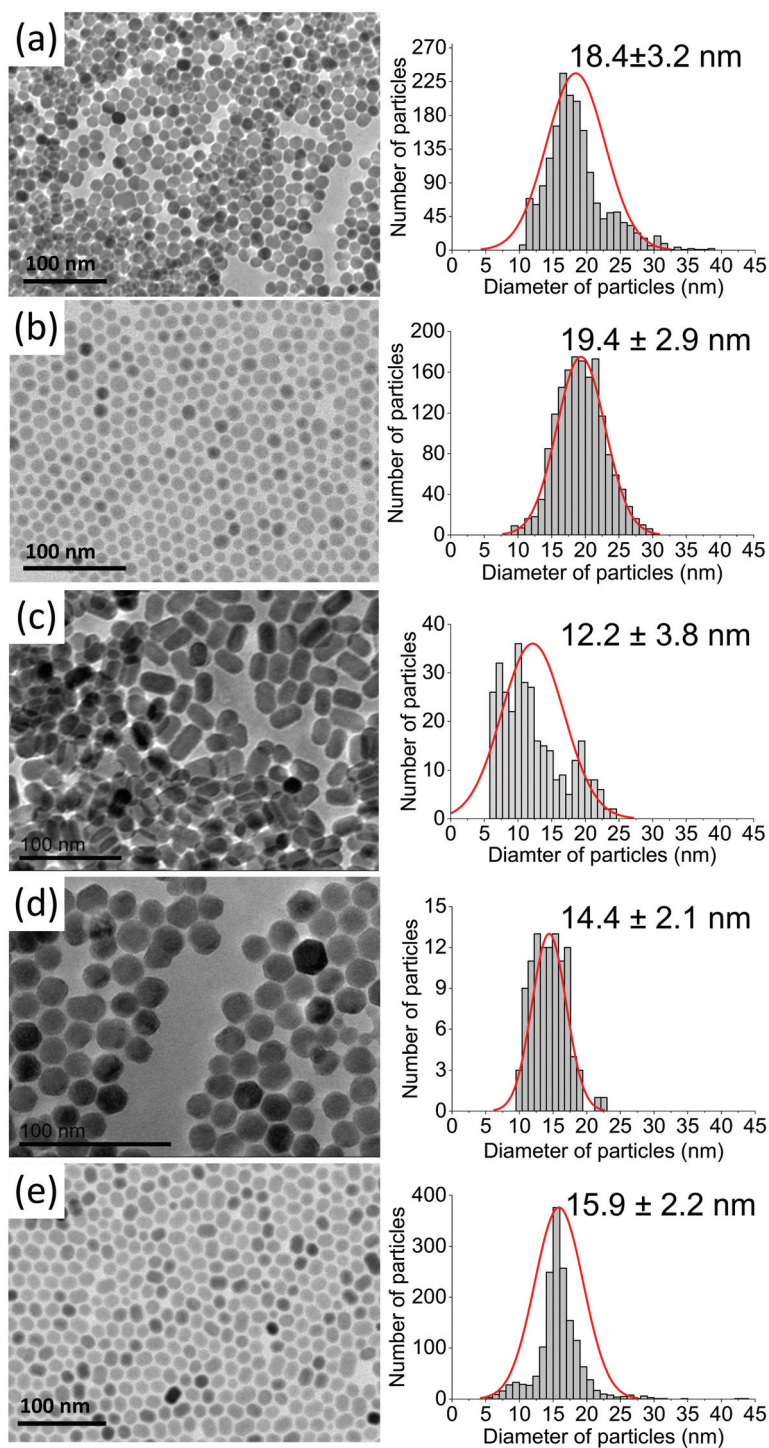 (a)
100 nm
18.4±3.2 nm
Number of particles
270
225
180
135
90
45
0
0 5 10 15 20 25 30 35 40 45
Diameter of particles (nm)
(b)
100 nm
19.4 ± 2.9 nm
Number of particles
200
160
120
80
40
0
0 5 10 15 20 25 30 35 40 45
Diameter of particles (nm)
(c)
100 nm
12.2 ± 3.8 nm
Number of particles
40
30
20
10
0
0 5 10 15 20 25 30 35 40 45
Diamter of particles (nm)
(d)
100 nm
14.4 ± 2.1 nm
Number of particles
15
12
9
6
3
0
0 5 10 15 20 25 30 35 40 45
Diameter of particles (nm)
(e)
100 nm
15.9 ± 2.2 nm
Number of particles
400
300
200
100
0
0 5 10 15 20 25 30 35 40 45
Diameter of particles (nm)